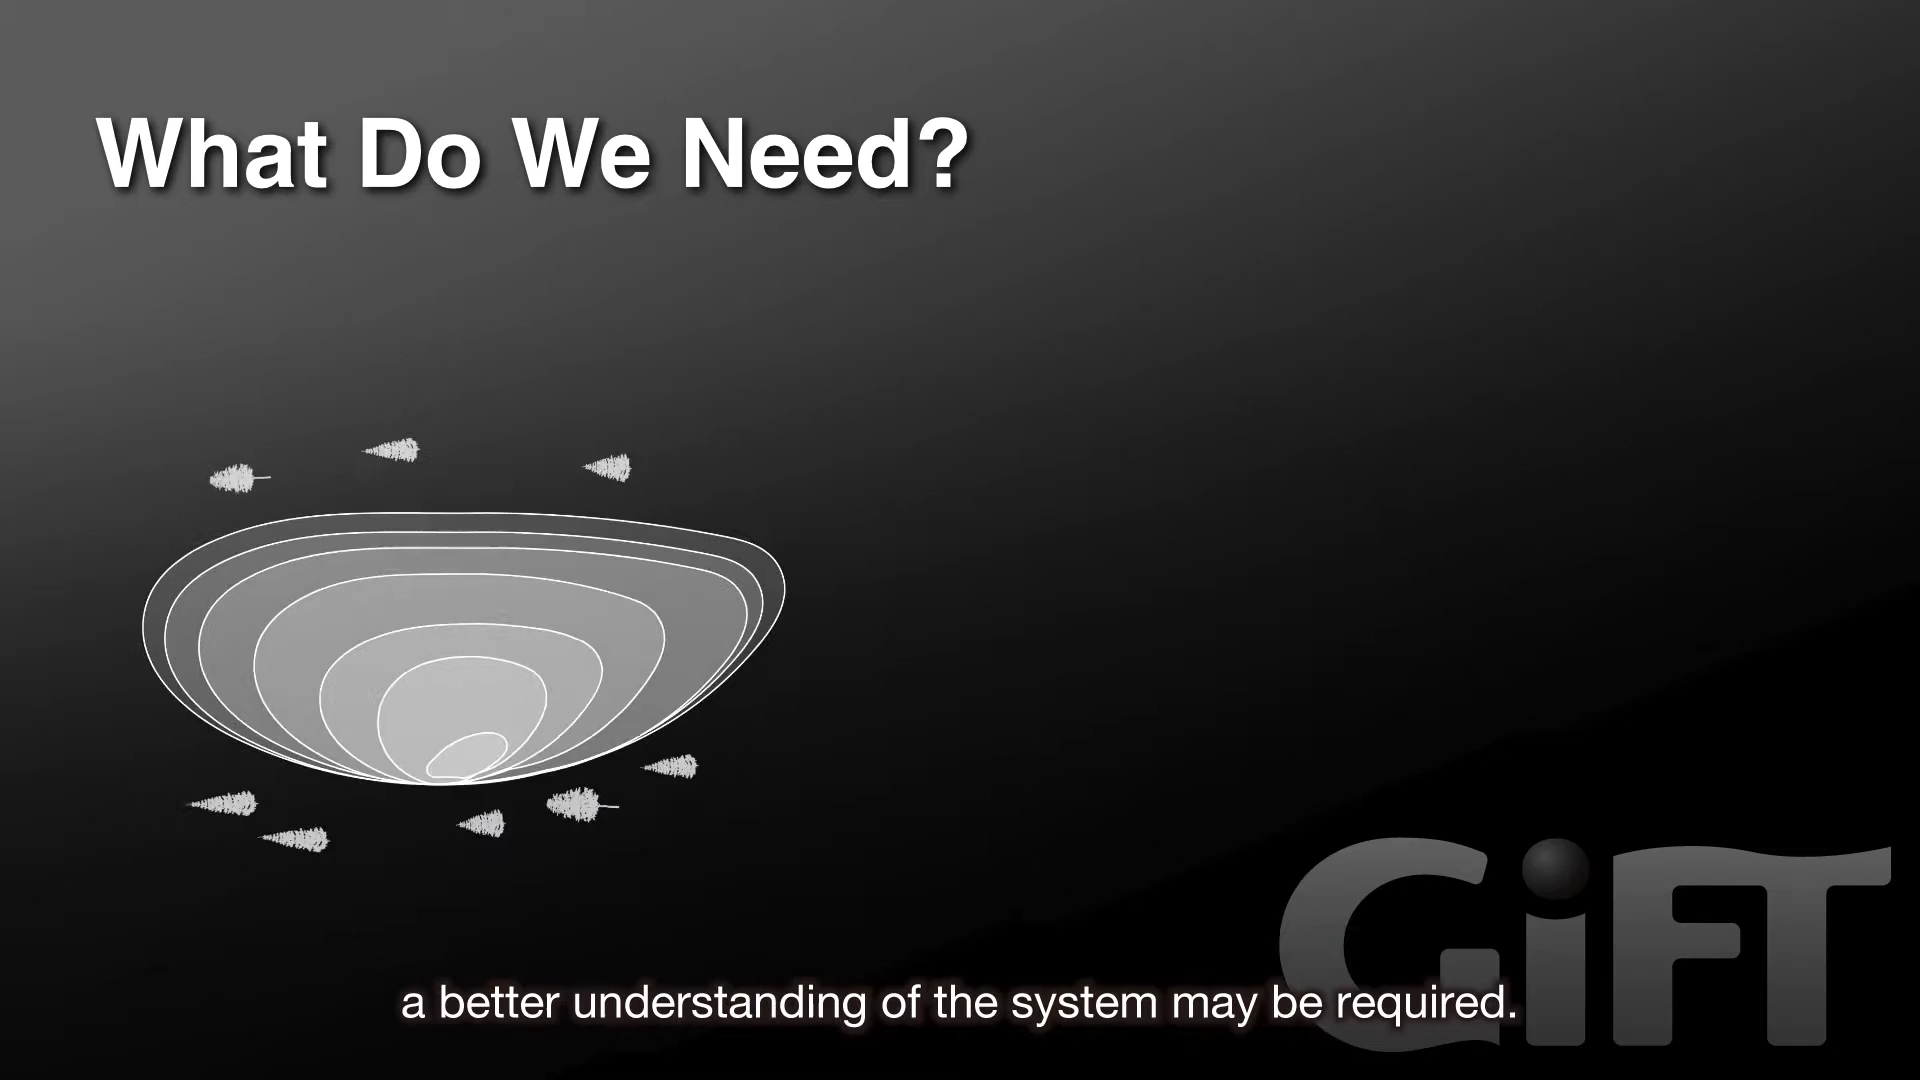 What Do We Need?
GiFT
a better understanding of the system may be required.